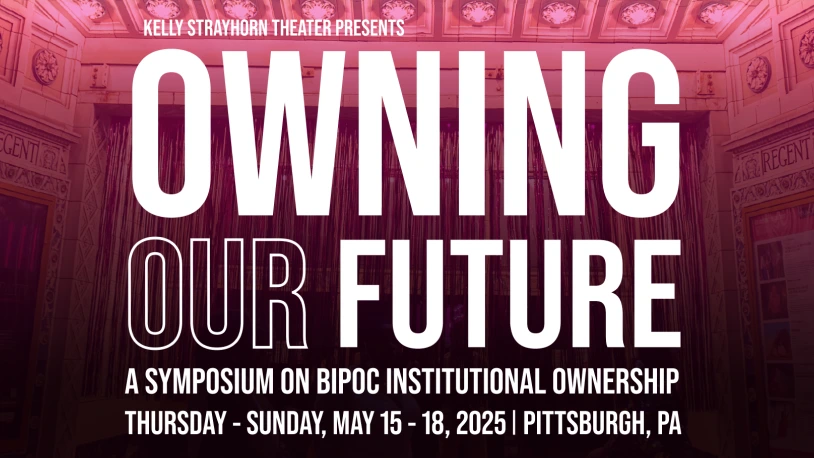 KELLY STRAYHORN THEATER PRESENTS
OWNING
OUR FUTURE
A SYMPOSIUM ON BIPOC INSTITUTIONAL OWNERSHIP
THURSDAY - SUNDAY, MAY 15 - 18, 2025 | PITTSBURGH, PA
REGENT
REGENT